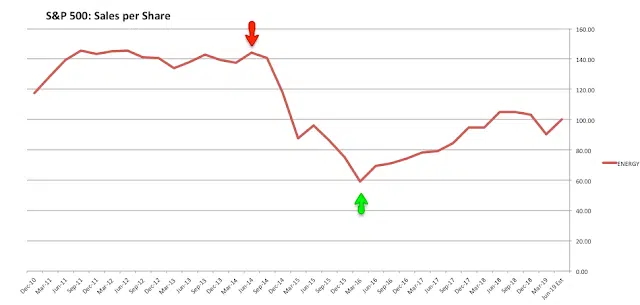 S&P 500: Sales per Share
160.00
140.00
120.00
100.00
80.00
60.00
40.00
20.00
0.00
ENERGY
Dec-10
Mar-11
Jun-11
Sep-11
Dec-11
Mar-12
Jun-12
Sep-12
Dec-12
Mar-13
Jun-13
Sep-13
Dec-13
Mar-14
Jun-14
Sep-14
Dec-14
Mar-15
Jun-15
Sep-15
Dec-15
Mar-16
Jun-16
Sep-16
Dec-16
Mar-17
Jun-17
Sep-17
Dec-17
Mar-18
Jun-18
Sep-18
Dec-18
Mar-19
Jun-19 Est